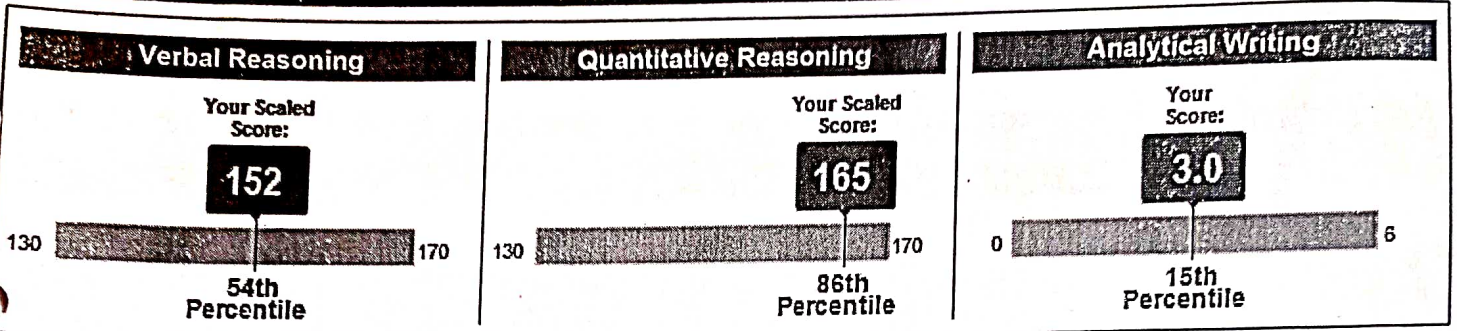 Verbal Reasoning
Your Scaled
Score:
152
130
170
54th
Percentile
Quantitative Reasoning
Your Scaled
Score:
165
130
170
86th
Percentile
Analytical Writing
Your
Score:
3.0
0
6
15th
Percentile